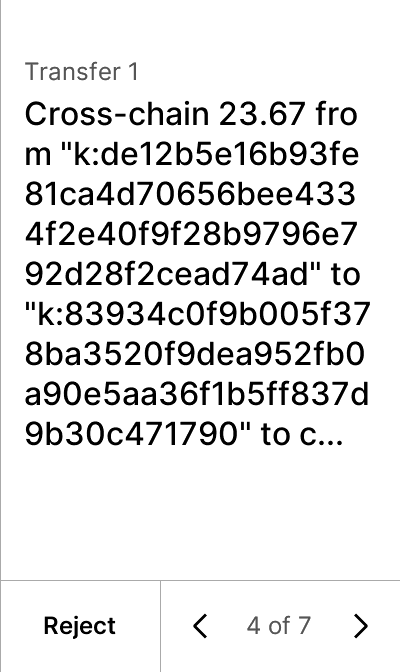 Transfer 1
Cross-chain 23.67 fro
m "k:de12b5e16b93fe
81ca4d70656bee433
4f2e40f9f28b9796e7
92d28f2cead74ad" to
"k:83934c0f9b005f37
8ba3520f9dea952fb0
a90e5aa36f1b5ff837d
9b30c471790" to c...
Reject
4 of 7